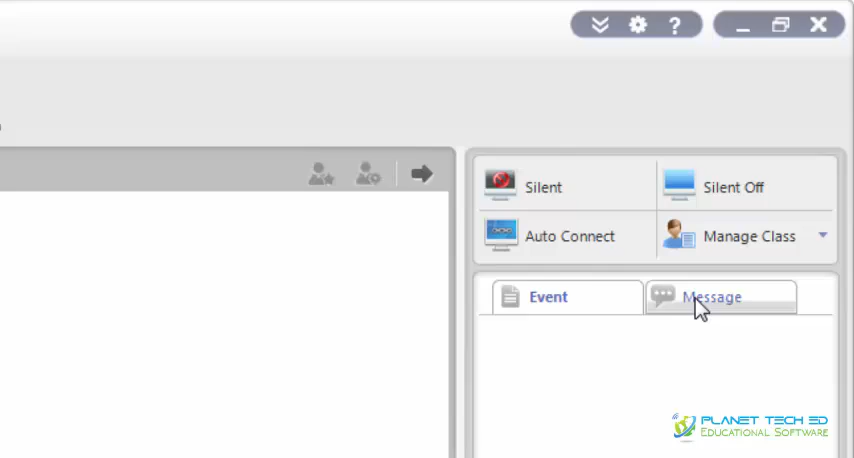 ?
Silent
Silent Off
Auto Connect
Manage Class
Event
Message
PLANET TECH ED
EDUCATIONAL SOFTWARE